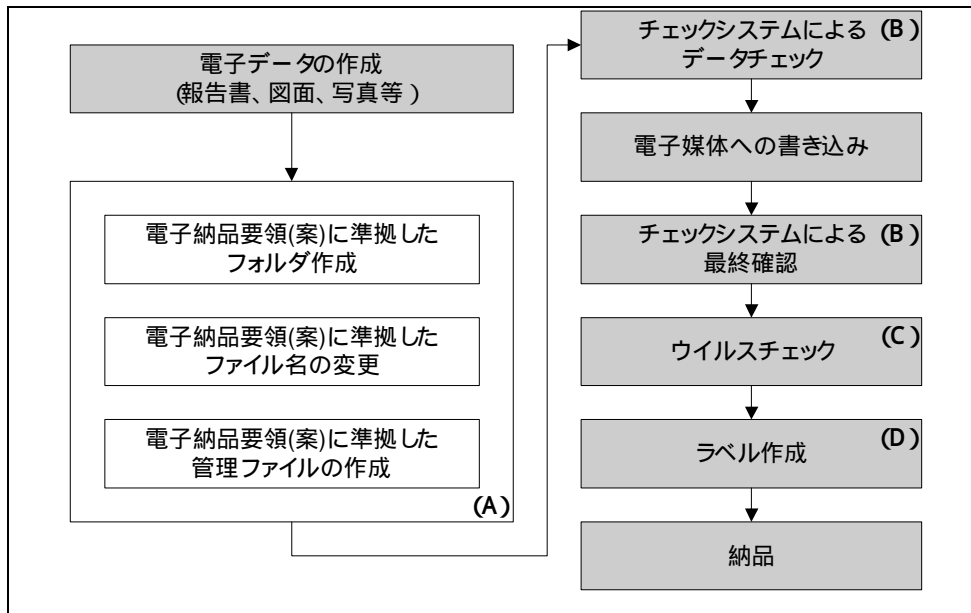 電子データの作成
(報告書、図面、写真等)
電子納品要領(案)に準拠した
フォルダ作成
電子納品要領(案)に準拠した
ファイル名の変更
電子納品要領(案)に準拠した
管理ファイルの作成
(A)
チェックシステムによる (B)
データチェック
電子媒体への書き込み
チェックシステムによる (B)
最終確認
ウイルスチェック (C)
ラベル作成 (D)
納品